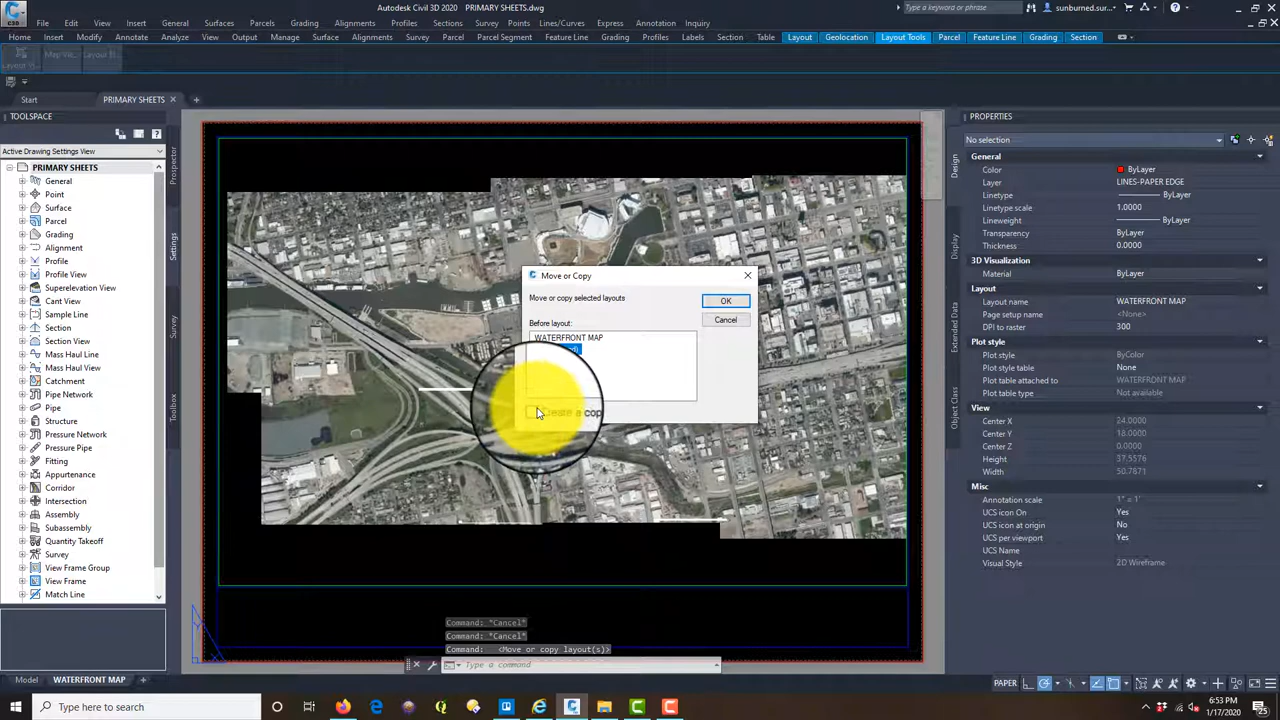 Autodesk Civil 3D 2020 PRIMARY SHEETS.dwg
Type a keyword or phrase
sunburned.sur...
C3D
File Edit View Insert General Surfaces Parcels Grading Alignments Profiles Sections Survey Points Lines/Curves Express Annotation Inquiry
Home Insert Modify Annotate Analyze View Output Manage Surface Alignments Parcel Parcel Segment Feature Line Grading Profiles Labels Section Table Layout Geolocation Layout Tools Parcel Feature Line Grading Section
Start PRIMARY SHEETS
TOOLSPACE
Active Drawing Settings View
PRIMARY SHEETS
General
Point
Surface
Parcel
Grading
Alignment
Profile
Profile View
Superelevation View
Cant View
Sample Line
Section
Section View
Mass Haul Line
Mass Haul View
Catchment
Pipe Network
Pipe
Structure
Pressure Network
Pressure Pipe
Fitting
Appurtenance
Corridor
Intersection
Assembly
Subassembly
Quantity Takeoff
Survey
View Frame Group
View Frame
Match Line
Prospector
Settings
Survey
Toolbox
Move or Copy
Move or copy selected layouts
Before layout:
WATERFRONT MAP
OK
Cancel
Command: *Cancel*
Command: *Cancel*
Command: <Move or copy layout(s)>
Type a command
PROPERTIES
No selection
General
Color ByLayer
Layer LINES-PAPER EDGE
Linetype ByLayer
Linetype scale 1.0000
Lineweight ByLayer
Transparency ByLayer
Thickness 0.0000
3D Visualization
Material ByLayer
Layout
Layout name WATERFRONT MAP
Page setup name <None>
DPI to raster 300
Plot style
Plot style ByColor
Plot style table None
Plot table attached to WATERFRONT MAP
Plot table type Not available
View
Center X 24.0000
Center Y 18.0000
Center Z 0.0000
Height 37.5576
Width 50.7871
Misc
Annotation scale 1" = 1'
UCS icon On Yes
UCS icon at origin No
UCS per viewport Yes
UCS Name
Visual Style 2D Wireframe
Design
Display
Extended Data
Object Class
Model WATERFRONT MAP
PAPER
Type here to search
6:53 PM
1/17/2020